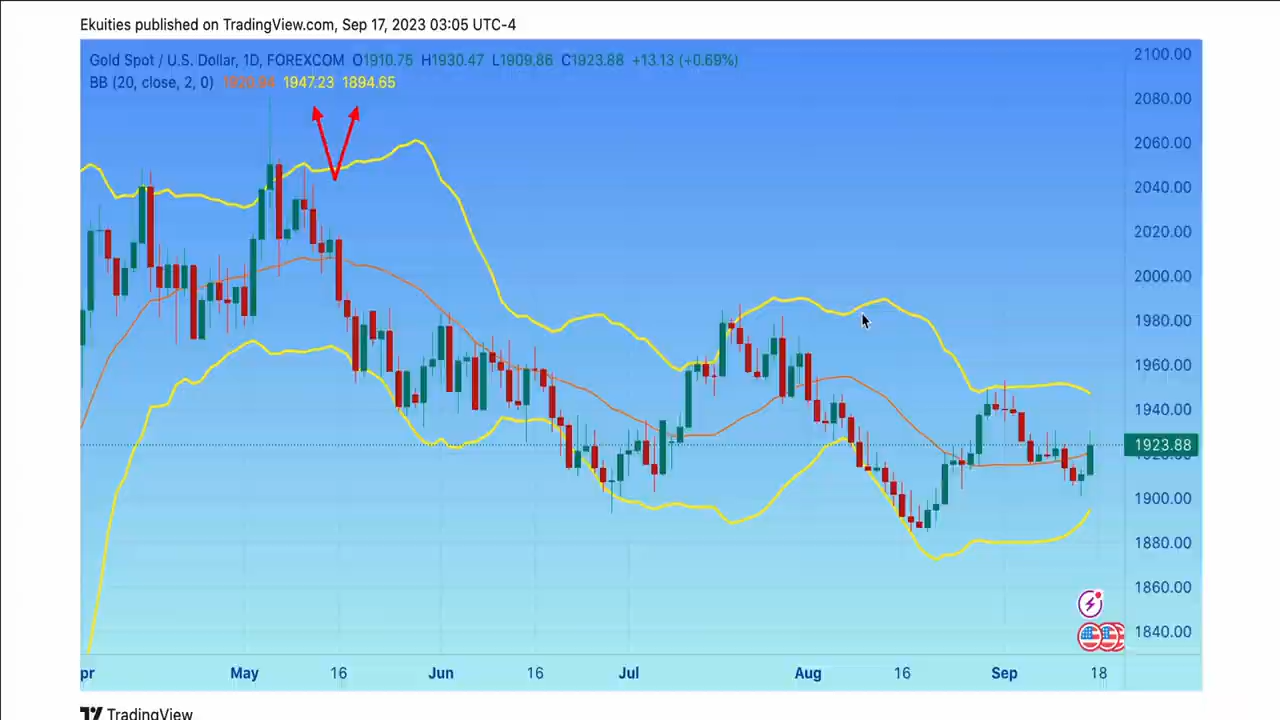 Ekuities published on TradingView.com, Sep 17, 2023 03:05 UTC-4
Gold Spot / U.S. Dollar, 1D, FOREXCOM O1910.75 H1930.47 L1909.86 C1923.88 +13.13 (+0.69%)
BB (20, close, 2, 0) 1920.94 1947.23 1894.65
2100.00
2080.00
2060.00
2040.00
2020.00
2000.00
1980.00
1960.00
1940.00
1923.88
1900.00
1880.00
1860.00
1840.00
pr May 16 Jun 16 Jul Aug 16 Sep 18
TradingView